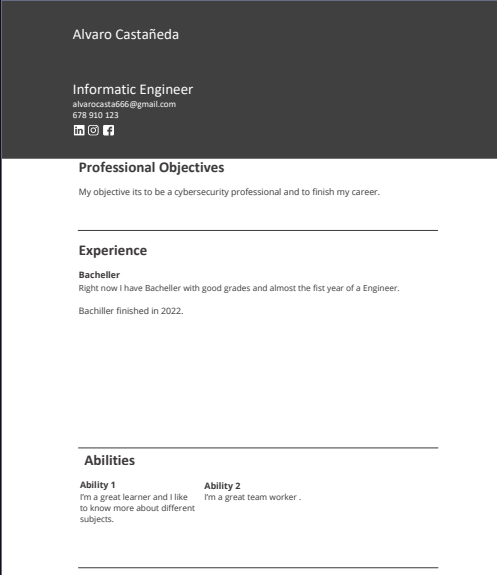 Alvaro Castañeda
Informatic Engineer
alvarocasta666@gmail.com
678 910 123
Professional Objectives
My objective its to be a cybersecurity professional and to finish my career.
Experience
Bacheller
Right now I have Bacheller with good grades and almost the fist year of a Engineer.
Bachiller finished in 2022.
Abilities
Ability 1
I'm a great learner and I like
to know more about different
subjects.
Ability 2
I'm a great team worker .